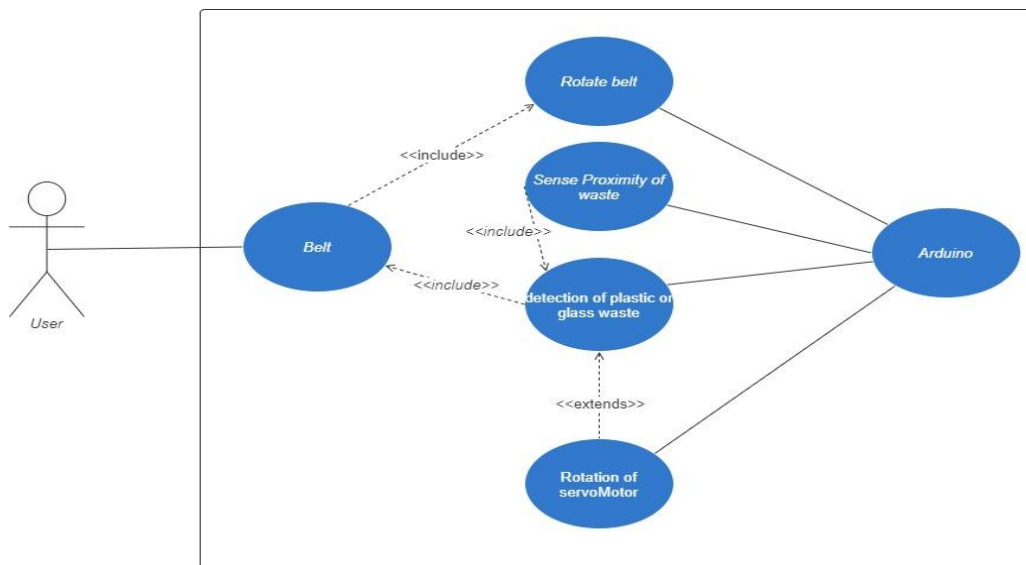 Rotate belt
<<include>>
Sense Proximity of
waste
<<include>>
Belt
Arduino
<<include>>
detection of plastic or
glass waste
User
<<extends>>
Rotation of
servoMotor